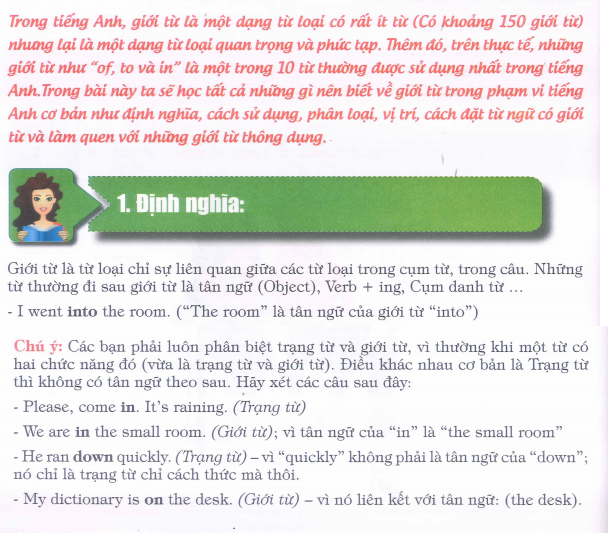 Trong tiếng Anh, giới từ là một dạng từ loại có rất ít từ (Có khoảng 150 giới từ)
nhưng lại là một dạng từ loại quan trọng và phức tạp. Thêm đó, trên thực tế, những
giới từ như “of, to và in” là một trong 10 từ thường được sử dụng nhất trong tiếng
Anh.Trong bài này ta sẽ học tất cả những gì nên biết về giới từ trong phạm vi tiếng
Anh cơ bản như định nghĩa, cách sử dụng, phân loại, vị trí, cách đặt từ ngữ có giới
từ và làm quen với những giới từ thông dụng.
1. Định nghĩa:
Giới từ là từ loại chỉ sự liên quan giữa các từ loại trong cụm từ, trong câu. Những
từ thường đi sau giới từ là tân ngữ (Object), Verb + ing, Cụm danh từ ...
- I went into the room. (“The room” là tân ngữ của giới từ “into”)
Chú ý: Các bạn phải luôn phân biệt trạng từ và giới từ, vì thường khi một từ có
hai chức năng đó (vừa là trạng từ và giới từ). Điều khác nhau cơ bản là Trạng từ
thì không có tân ngữ theo sau. Hãy xét các câu sau đây:
- Please, come in. It’s raining. (Trạng từ)
- We are in the small room. (Giới từ); vì tân ngữ của “in” là “the small room”
- He ran down quickly. (Trạng từ) – vì “quickly” không phải là tân ngữ của “down”;
nó chỉ là trạng từ chỉ cách thức mà thôi.
- My dictionary is on the desk. (Giới từ) – vì nó liên kết với tân ngữ: (the desk).